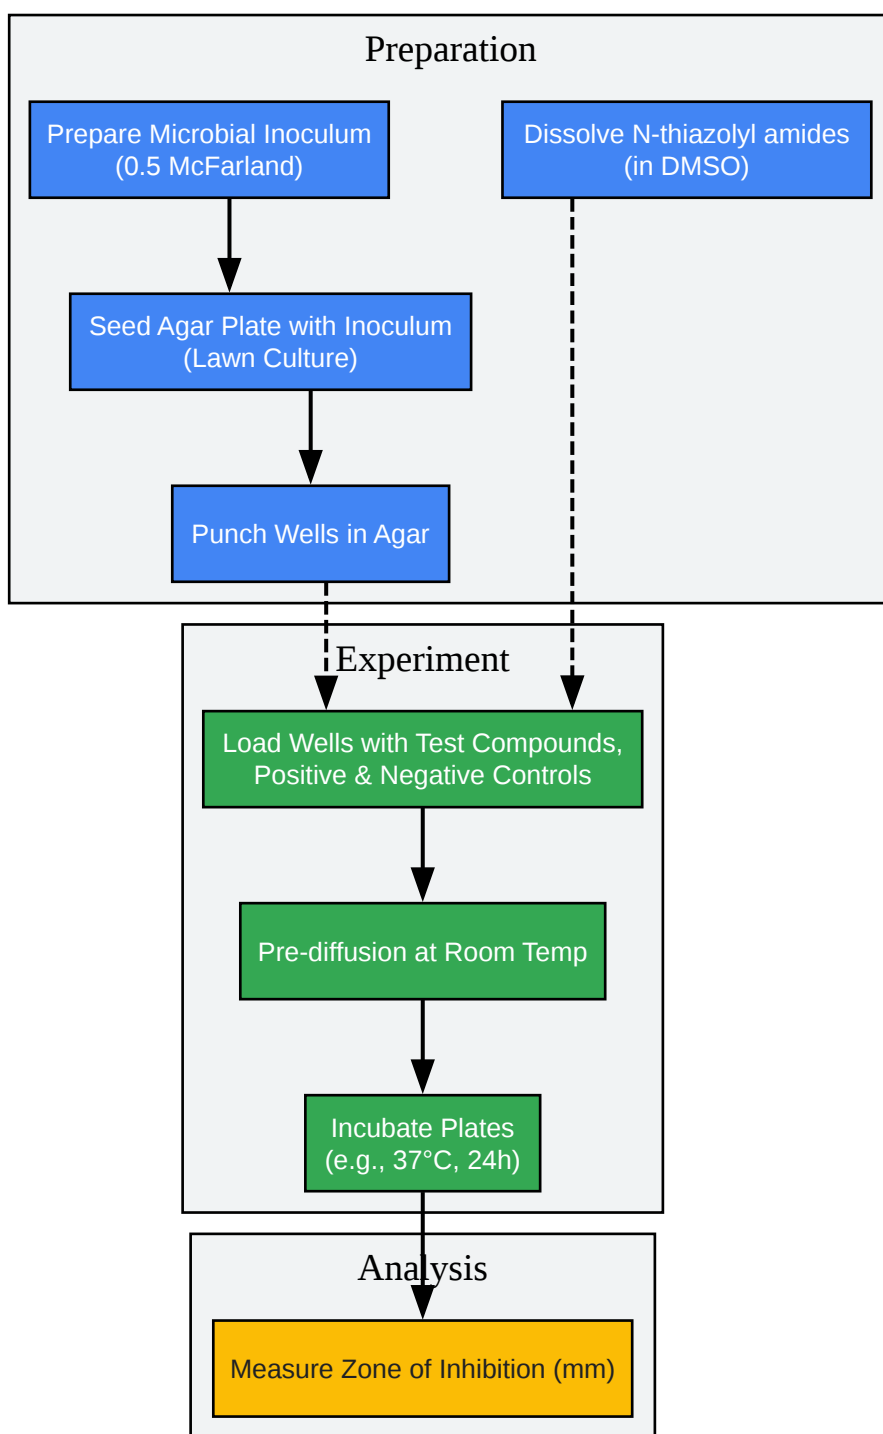 Preparation
Prepare Microbial Inoculum
(0.5 McFarland)
Dissolve N-thiazolyl amides
(in DMSO)
Seed Agar Plate with Inoculum
(Lawn Culture)
Punch Wells in Agar
Experiment
Load Wells with Test Compounds,
Positive & Negative Controls
Pre-diffusion at Room Temp
Incubate Plates
(e.g., 37°C, 24h)
Analysis
Measure Zone of Inhibition (mm)